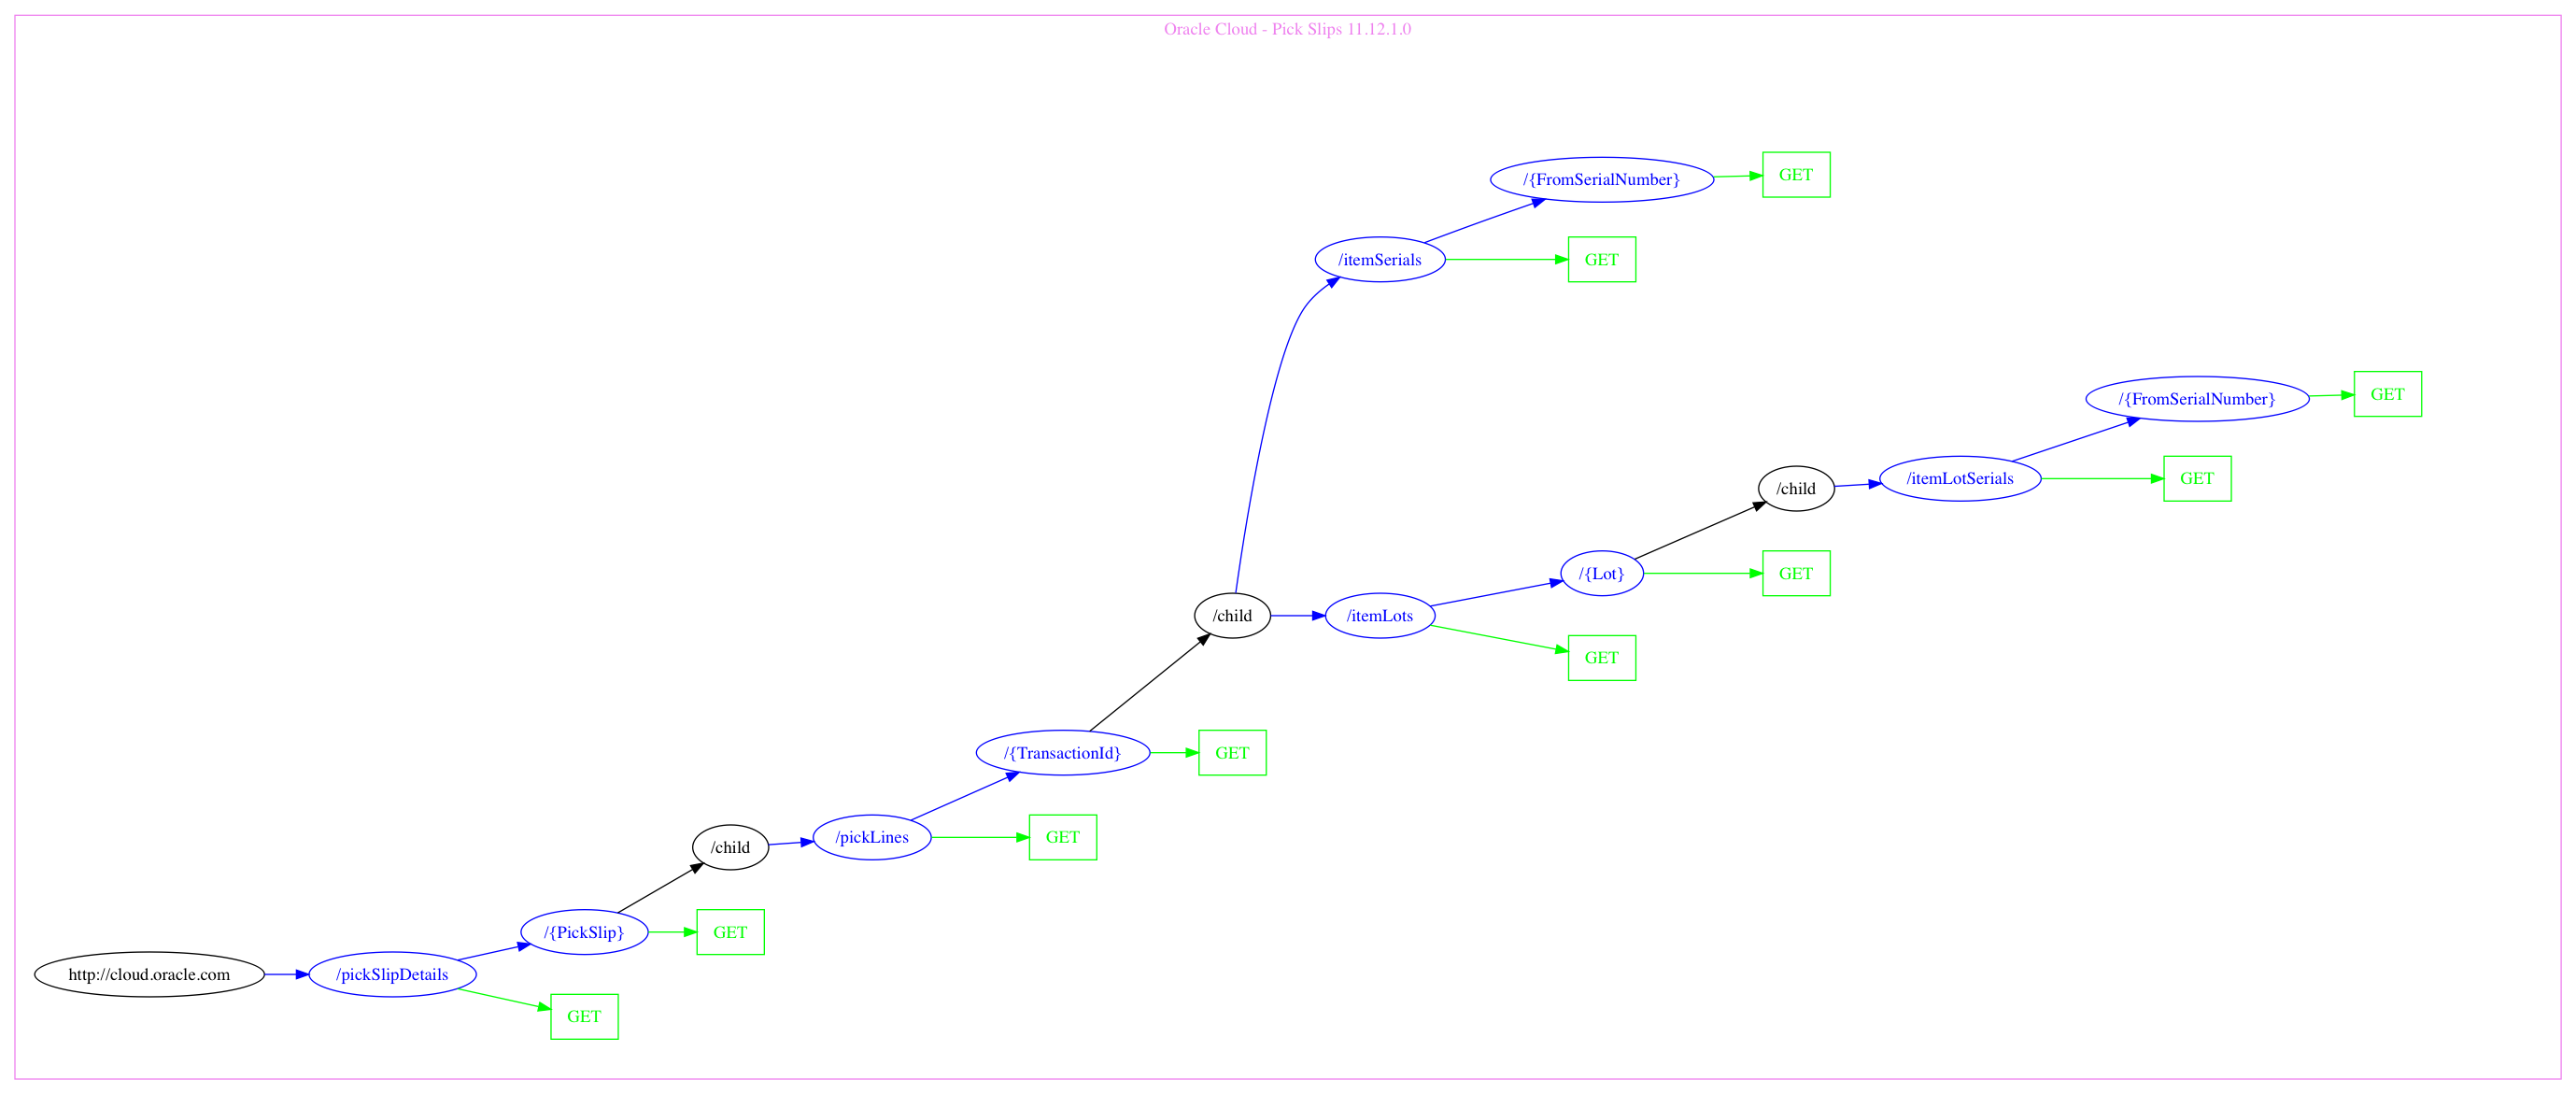 Oracle Cloud - Pick Slips 11.12.1.0
/{FromSerialNumber}
GET
/itemSerials
GET
/{FromSerialNumber}
GET
/child
/itemLotSerials
GET
/{Lot}
GET
/child
/itemLots
GET
/{TransactionId}
GET
/child
/pickLines
GET
/{PickSlip}
GET
http://cloud.oracle.com
/pickSlipDetails
GET